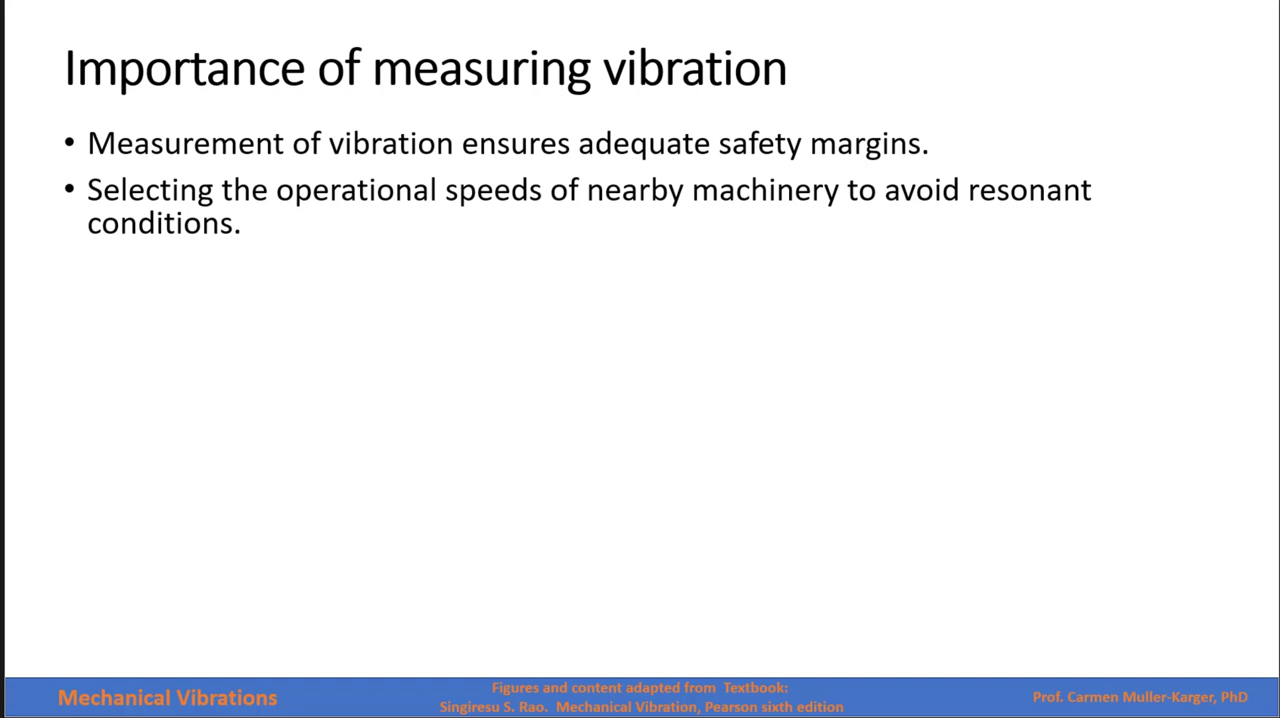 Importance of measuring vibration
• Measurement of vibration ensures adequate safety margins.
• Selecting the operational speeds of nearby machinery to avoid resonant
conditions.
Mechanical Vibrations
Figures and content adapted from Textbook:
Singiresu S. Rao. Mechanical Vibration, Pearson sixth edition
Prof. Carmen Muller-Karger, PhD